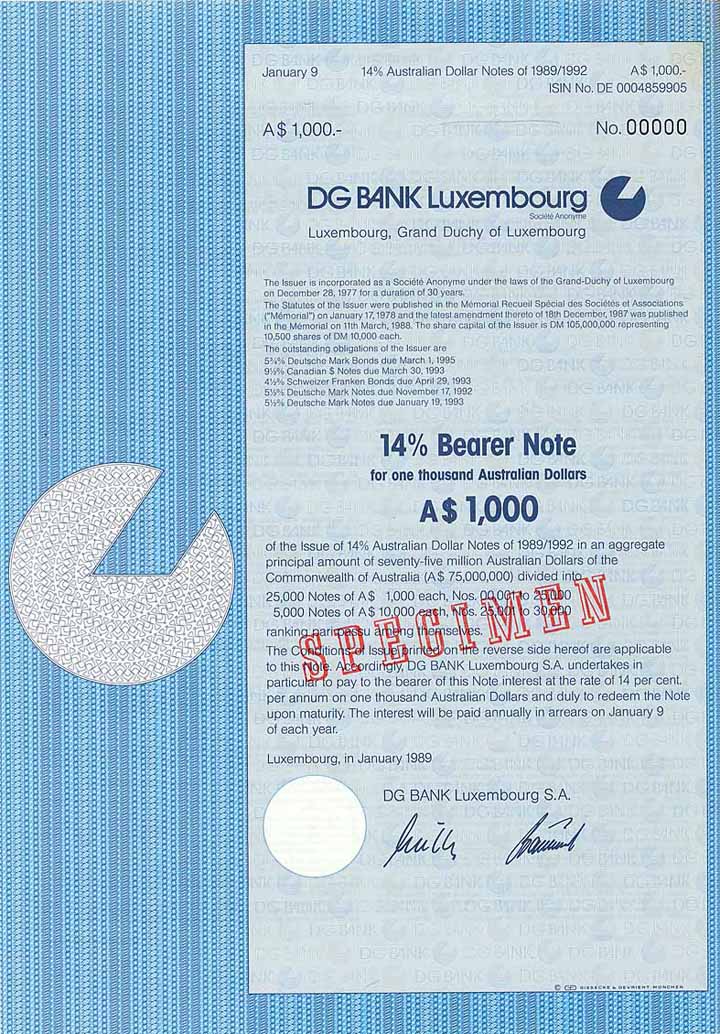 January 9 14% Australian Dollar Notes of 1989/1992 A$ 1,000.-
ISIN No. DE 0004859905
A$ 1,000.- No. 00000
DG BANK Luxembourg
Société Anonyme
Luxembourg, Grand Duchy of Luxembourg
The Issuer is incorporated as a Société Anonyme under the laws of the Grand-Duchy of Luxembourg
on December 28, 1977 for a duration of 30 years.
The Statutes of the Issuer were published in the Mémorial Recueil Spécial des Sociétés et Associations
("Mémorial") on January 17, 1978 and the latest amendment thereto of 18th December, 1987 was published
in the Mémorial on 11th March, 1988. The share capital of the Issuer is DM 105,000,000 representing
10,500 shares of DM 10,000 each.
The outstanding obligations of the Issuer are
5¾% Deutsche Mark Bonds due March 1, 1995
9½% Canadian $ Notes due March 30, 1993
4½% Schweizer Franken Bonds due April 29, 1993
5½% Deutsche Mark Notes due November 17, 1992
5½% Deutsche Mark Notes due January 19, 1993
14% Bearer Note
for one thousand Australian Dollars
A$ 1,000
of the Issue of 14% Australian Dollar Notes of 1989/1992 in an aggregate
principal amount of seventy-five million Australian Dollars of the
Commonwealth of Australia (A$ 75,000,000) divided into
25,000 Notes of A$ 1,000 each, Nos. 00,001 to 25,000
5,000 Notes of A$ 10,000 each, Nos. 25,001 to 30,000
ranking pari passu among themselves.
SPECIMEN
The Conditions of Issue printed on the reverse side hereof are applicable
to this Note. Accordingly, DG BANK Luxembourg S.A. undertakes in
particular to pay to the bearer of this Note interest at the rate of 14 per cent.
per annum on one thousand Australian Dollars and duly to redeem the Note
upon maturity. The interest will be paid annually in arrears on January 9
of each year.
Luxembourg, in January 1989
DG BANK Luxembourg S.A.
© GD GIESECKE & DEVRIENT MÜNCHEN